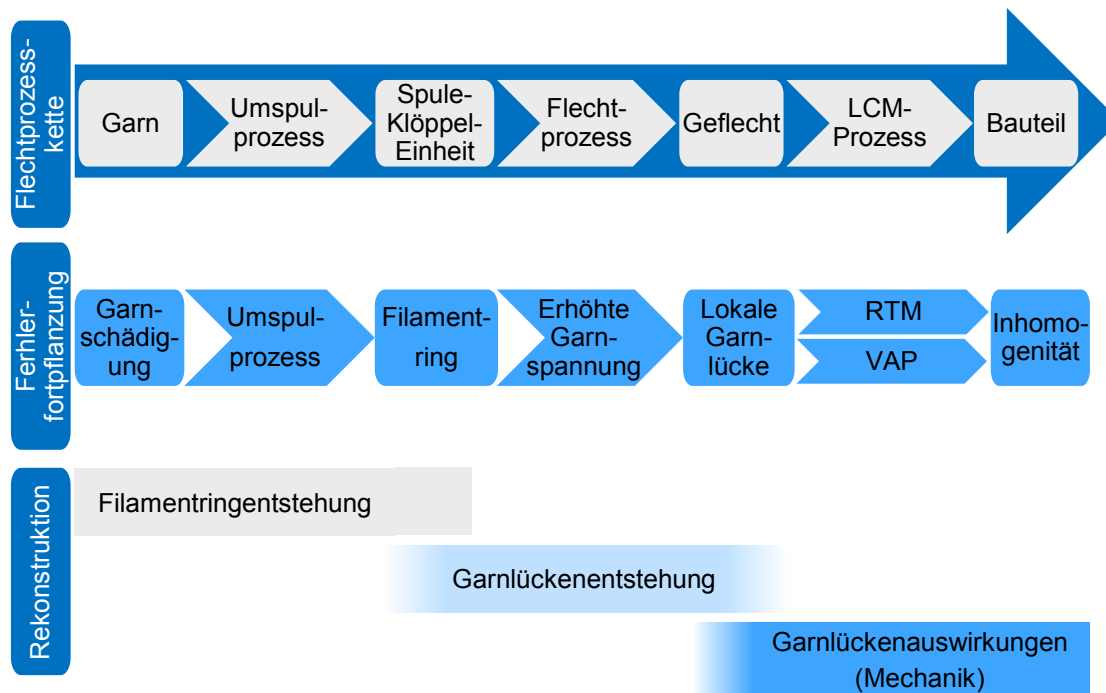 Flechtprozess-
kette
Garn
Umspul-
prozess
Spule-
Klöppel-
Einheit
Flecht-
prozess
Geflecht
LCM-
Prozess
Bauteil
Ferhler-
fortpflanzung
Garn-
schädig-
ung
Umspul-
prozess
Filament-
ring
Erhöhte
Garn-
spannung
Lokale
Garn-
lücke
RTM
VAP
Inhomo-
genität
Rekonstruktion
Filamentringentstehung
Garnlückenentstehung
Garnlückenauswirkungen
(Mechanik)